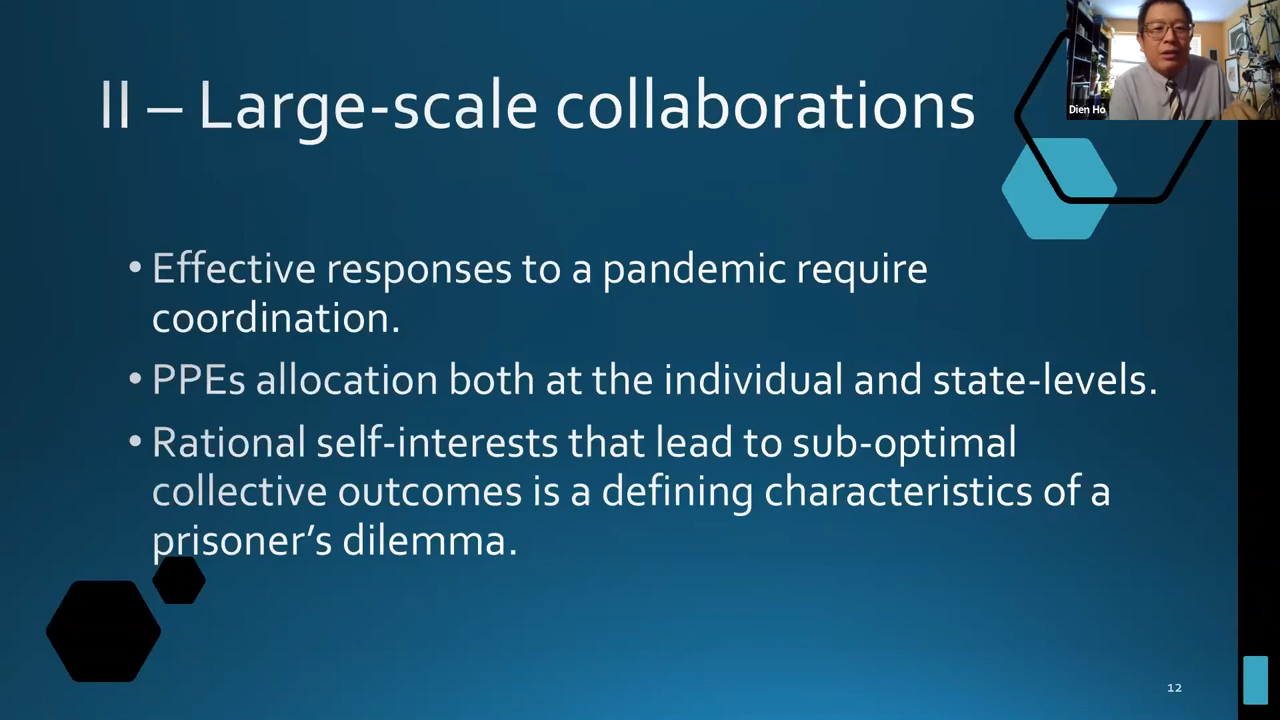 II – Large-scale collaborations
Dien Ho
• Effective responses to a pandemic require
coordination.
• PPEs allocation both at the individual and state-levels.
• Rational self-interests that lead to sub-optimal
collective outcomes is a defining characteristics of a
prisoner’s dilemma.
12